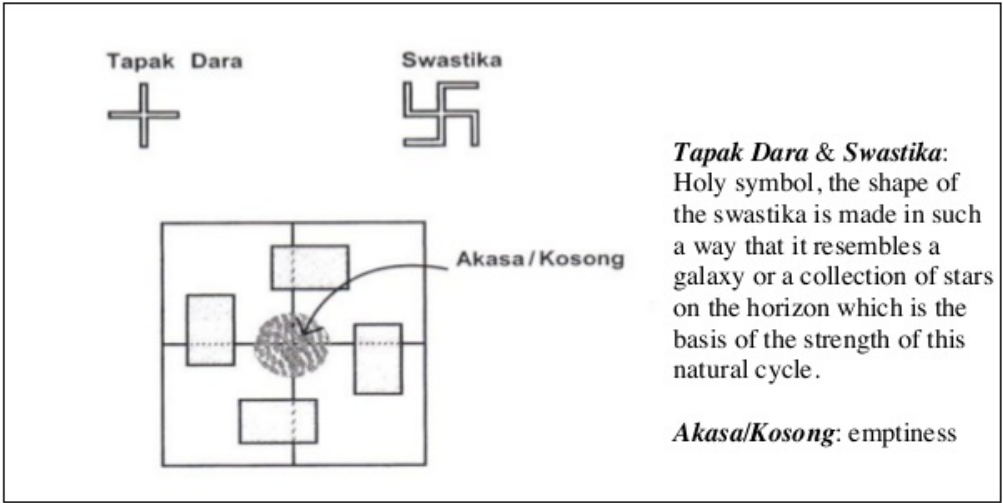 Tapak Dara
Swastika
Akasa/Kosong
Tapak Dara & Swastika:
Holy symbol, the shape of
the swastika is made in such
a way that it resembles a
galaxy or a collection of stars
on the horizon which is the
basis of the strength of this
natural cycle.
Akasa/Kosong: emptiness